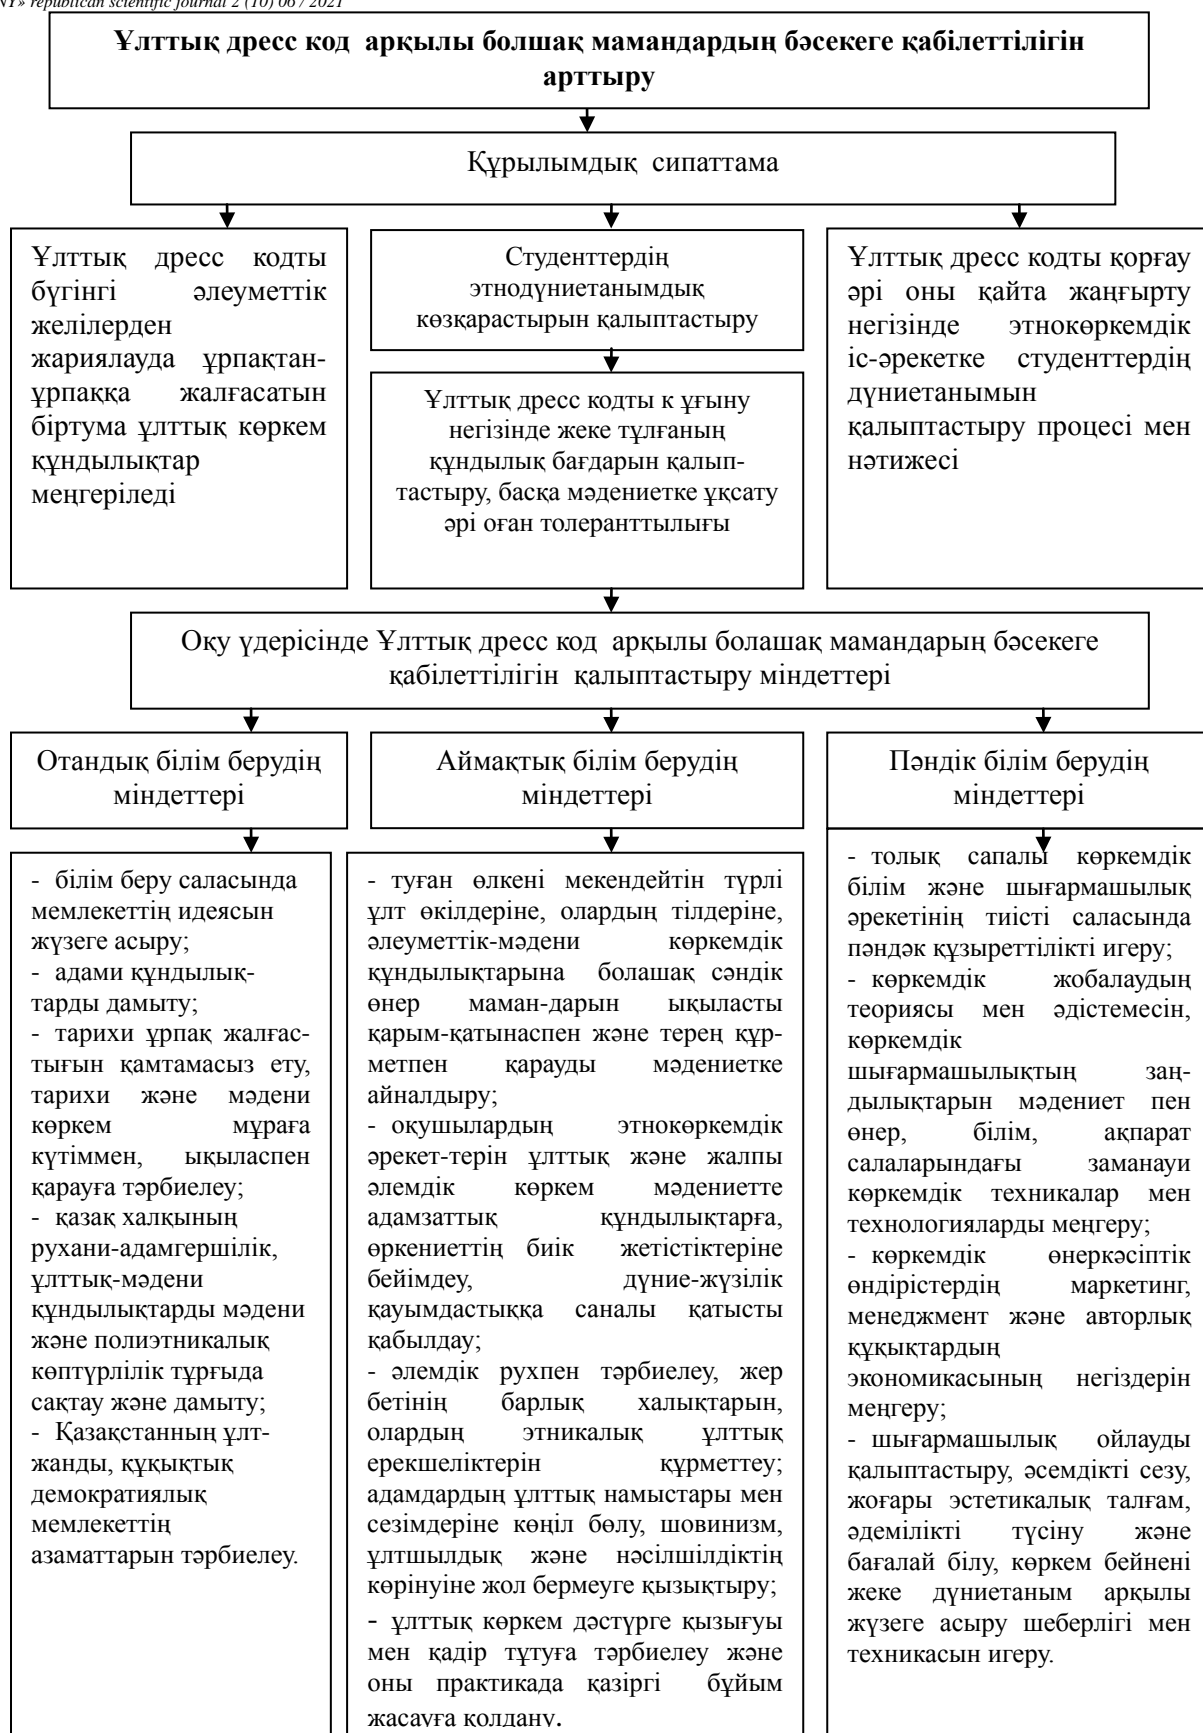 NY» republican scientific journal 2 (10) 06 / 2021
Ұлттық дресс код арқылы болшақ мамандардың бәсекеге қабілеттілігін
арттыру
Құрылымдық сипаттама
Ұлттық дресс кодты
бүгінгі әлеуметтік
желілерден
жариялауда ұрпақтан-
ұрпаққа жалғасатын
біртума ұлттық көркем
құндылықтар
меңгеріледі
Студенттердің
этнодүниетанымдық
көзқарастырын қалыптастыру
Ұлттық дресс кодты к ұғыну
негізінде жеке тұлғаның
құндылық бағдарын қалып-
тастыру, басқа мәдениетке ұқсату
әрі оған толеранттылығы
Ұлттық дресс кодты қорғау
әрі оны қайта жаңғырту
негізінде этнокөркемдік
іс-әрекетке студенттердің
дүниетанымын
қалыптастыру процесі мен
нәтижесі
Оқу үдерісінде Ұлттық дресс код арқылы болашақ мамандарың бәсекеге
қабілеттілігін қалыптастыру міндеттері
Отандық білім берудің
міндеттері
Аймақтық білім берудің
міндеттері
Пәндік білім берудің
міндеттері
- білім беру саласында
мемлекеттің идеясын
жүзеге асыру;
- адами құндылық-
тарды дамыту;
- тарихи ұрпақ жалғас-
тығын қамтамасыз ету,
тарихи және мәдени
көркем мұраға
күтіммен, ықыласпен
қарауға тәрбиелеу;
- қазақ халқының
рухани-адамгершілік,
ұлттық-мәдени
құндылықтарды мәдени
және полиэтникалық
көптүрлілік тұрғыда
сақтау және дамыту;
- Қазақстанның ұлт-
жанды, құқықтық
демократиялық
мемлекеттің
азаматтарын тәрбиелеу.
- туған өлкені мекендейтін түрлі
ұлт өкілдеріне, олардың тілдеріне,
әлеуметтік-мәдени көркемдік
құндылықтарына болашақ сәндік
өнер маман-дарын ықыласты
қарым-қатынаспен және терең құр-
метпен қарауды мәдениетке
айналдыру;
- оқушылардың этнокөркемдік
әрекет-терін ұлттық және жалпы
әлемдік көркем мәдениетте
адамзаттық құндылықтарға,
өркениеттің биік жетістіктеріне
бейімдеу, дүние-жүзілік
қауымдастыққа саналы қатысты
қабылдау;
- әлемдік рухпен тәрбиелеу, жер
бетінің барлық халықтарын,
олардың этникалық ұлттық
ерекшеліктерін құрметтеу;
адамдардың ұлттық намыстары мен
сезімдеріне көңіл бөлу, шовинизм,
ұлтшылдық және нәсілшілдіктің
көрінуіне жол бермеуге қызықтыру;
- ұлттық көркем дәстүрге қызығуы
мен қадір тұтуға тәрбиелеу және
оны практикада қазіргі бұйым
жасауға қолдану.
- толық сапалы көркемдік
білім және шығармашылық
әрекетінің тиісті саласында
пәндәк құзыреттілікті игеру;
- көркемдік жобалаудың
теориясы мен әдістемесін,
көркемдік
шығармашылықтың заң-
дылықтарын мәдениет пен
өнер, білім, ақпарат
салаларындағы заманауи
көркемдік техникалар мен
технологияларды меңгеру;
- көркемдік өнеркәсіптік
өндірістердің маркетинг,
менеджмент және авторлық
құқықтардың
экономикасының негіздерін
меңгеру;
- шығармашылық ойлауды
қалыптастыру, әсемдікті сезу,
жоғары эстетикалық талғам,
әдемілікті түсіну және
бағалай білу, көркем бейнені
жеке дүниетаным арқылы
жүзеге асыру шеберлігі мен
техникасын игеру.